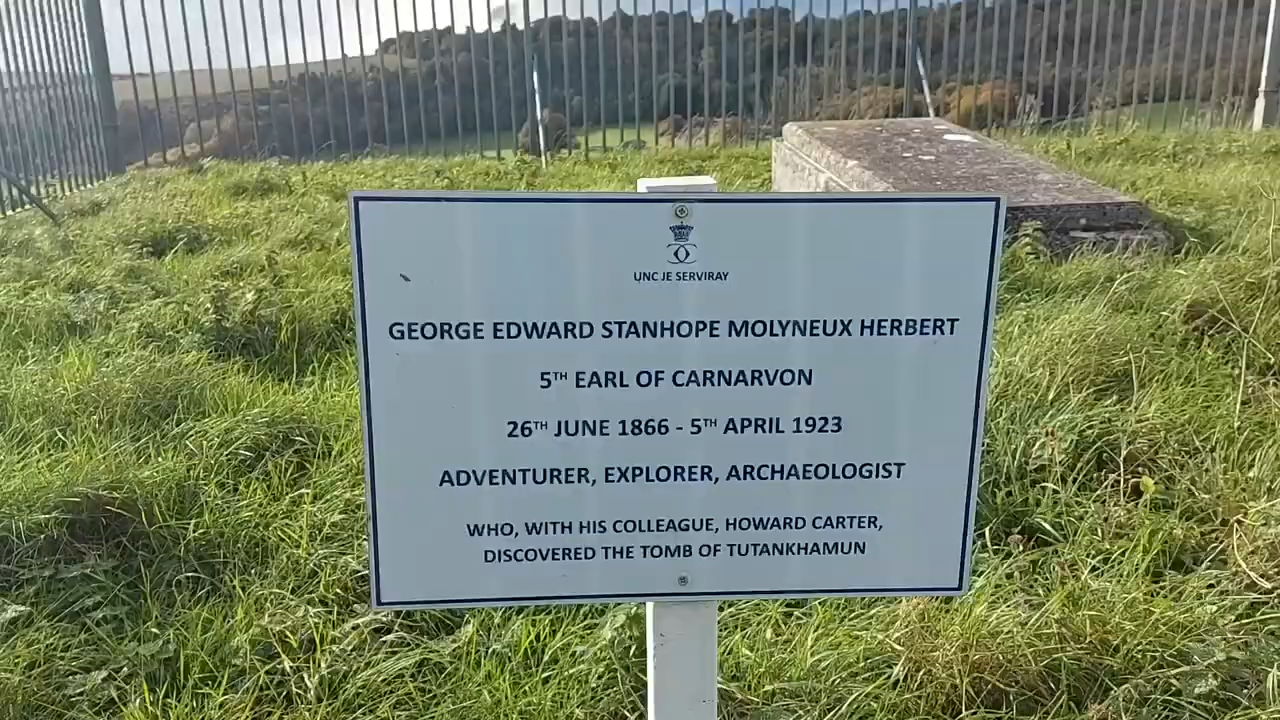 UNC JE SERVIRAY
GEORGE EDWARD STANHOPE MOLYNEUX HERBERT
5TH EARL OF CARNARVON
26TH JUNE 1866 - 5TH APRIL 1923
ADVENTURER, EXPLORER, ARCHAEOLOGIST
WHO, WITH HIS COLLEAGUE, HOWARD CARTER,
DISCOVERED THE TOMB OF TUTANKHAMUN